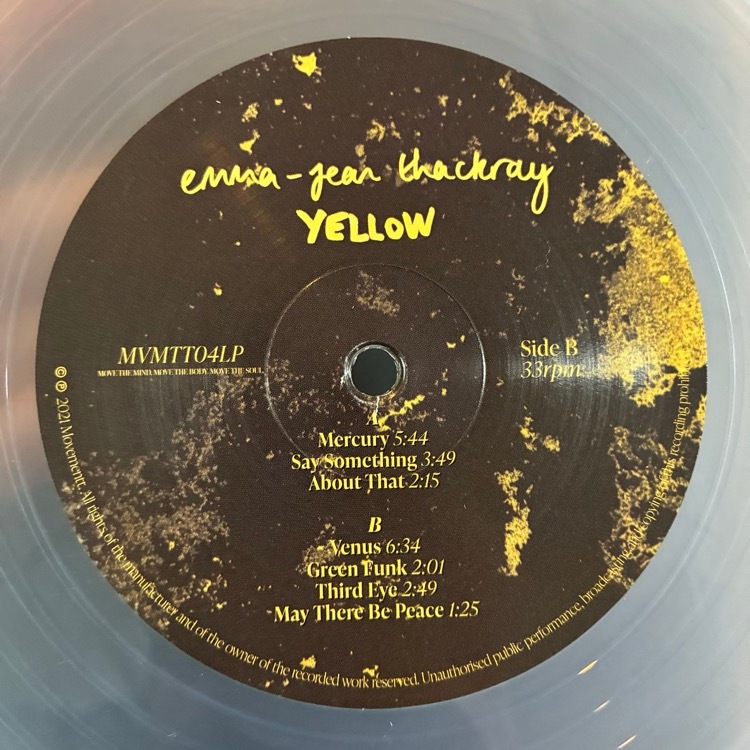 emma-jean thackray
YELLOW
MVMTT04LP
MOVE THE MIND. MOVE THE BODY. MOVE THE SOUL.
Side B
33rpm
A
Mercury 5:44
Say Something 3:49
About That 2:15
B
Venus 6:34
Green Funk 2:01
Third Eye 2:49
May There Be Peace 1:25
© ℗ 2021 Movementt. All rights of the manufacturer and of the owner of the recorded work reserved. Unauthorised public performance, broadcasting and copying of this recording prohibited